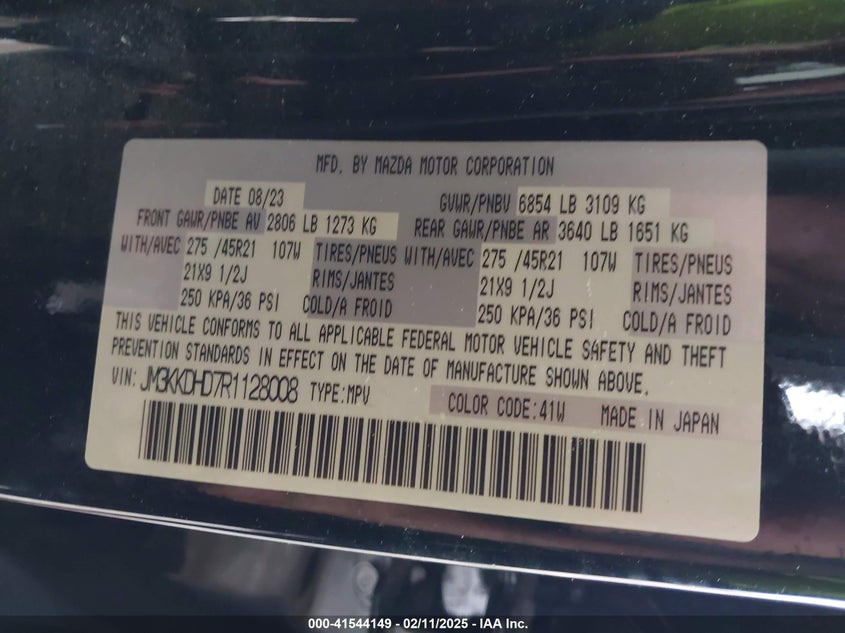 MFD. BY MAZDA MOTOR CORPORATION
DATE 08/23 GVWR/PNBV 6854 LB 3109 KG
FRONT GAWR/PNBE AV 2806 LB 1273 KG REAR GAWR/PNBE AR 3640 LB 1651 KG
WITH/AVEC 275 /45R21 107W TIRES/PNEUS WITH/AVEC 275 /45R21 107W TIRES/PNEUS
21X9 1/2J RIMS/JANTES 21X9 1/2J RIMS/JANTES
250 KPA/36 PSI COLD/A FROID 250 KPA/36 PSI COLD/A FROID
THIS VEHICLE CONFORMS TO ALL APPLICABLE FEDERAL MOTOR VEHICLE SAFETY AND THEFT
PREVENTION STANDARDS IN EFFECT ON THE DATE OF MANUFACTURE SHOWN ABOVE.
VIN: JM3KKDHD7R1128008 TYPE:MPV COLOR CODE:41W MADE IN JAPAN
000-41544149 - 02/11/2025 - IAA Inc.